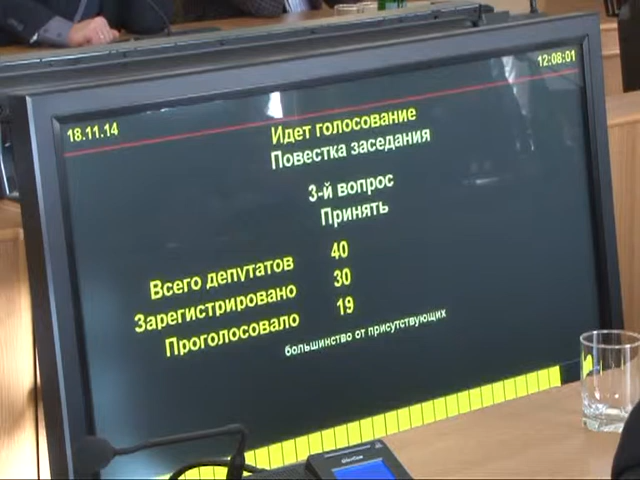 18.11.14 12:08:01
Идет голосование
Повестка заседания
3-й вопрос
Принять
Всего депутатов 40
Зарегистрировано 30
Проголосовало 19
большинство от присутствующих